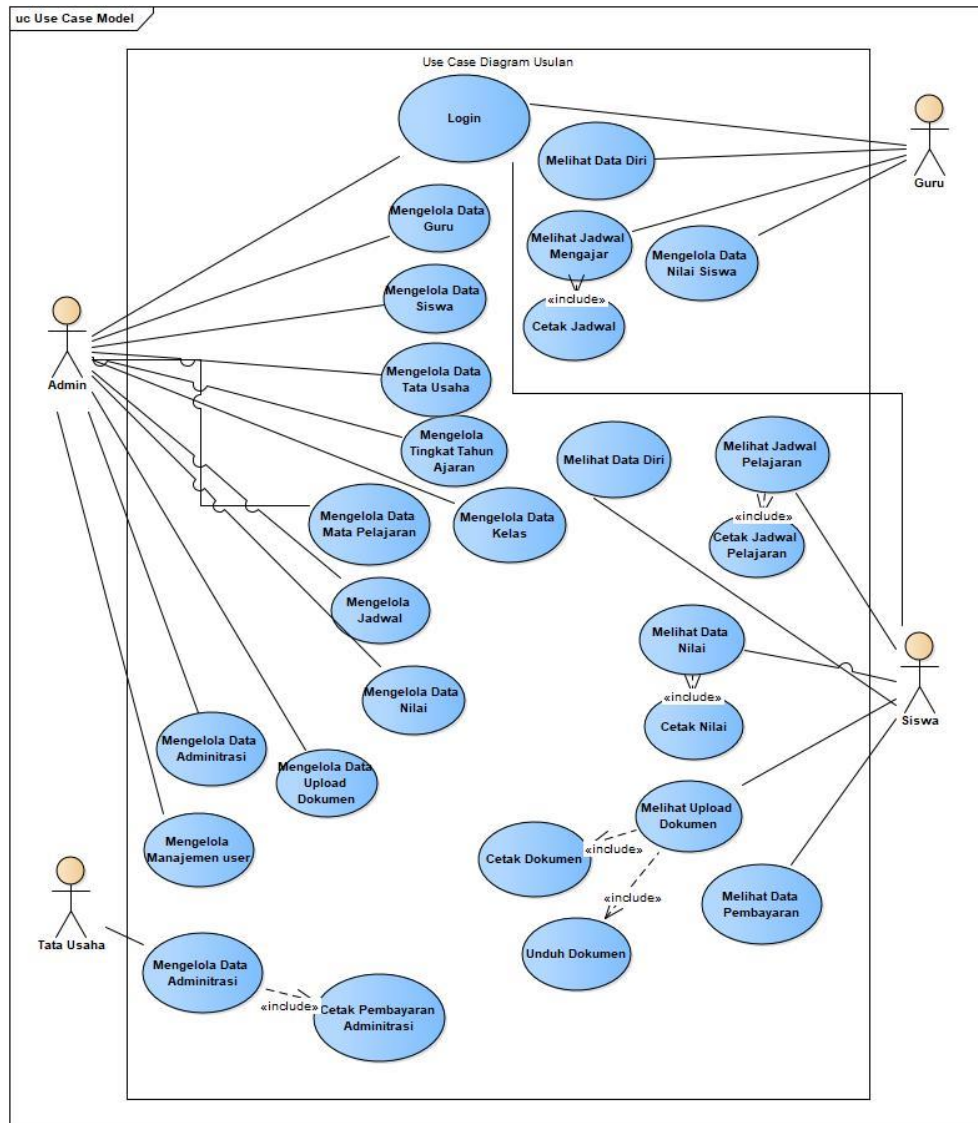 uc Use Case Model
Use Case Diagram Usulan
Login
Melihat Data Diri
Guru
Mengelola Data
Guru
Melihat Jadwal
Mengajar
Mengelola Data
Nilai Siswa
«include»
Cetak Jadwal
Mengelola Data
Siswa
Admin
Mengelola Data
Tata Usaha
Mengelola
Tingkat Tahun
Ajaran
Melihat Data Diri
Melihat Jadwal
Pelajaran
«include»
Cetak Jadwal
Pelajaran
Mengelola Data
Mata Pelajaran
Mengelola Data
Kelas
Mengelola
Jadwal
Melihat Data
Nilai
«include»
Cetak Nilai
Siswa
Mengelola Data
Nilai
Mengelola Data
Adminitrasi
Mengelola Data
Upload
Dokumen
Melihat Upload
Dokumen
«include»
Cetak Dokumen
Mengelola
Manajemen user
«include»
Unduh Dokumen
Melihat Data
Pembayaran
Tata Usaha
Mengelola Data
Adminitrasi
«include»
Cetak Pembayaran
Adminitrasi